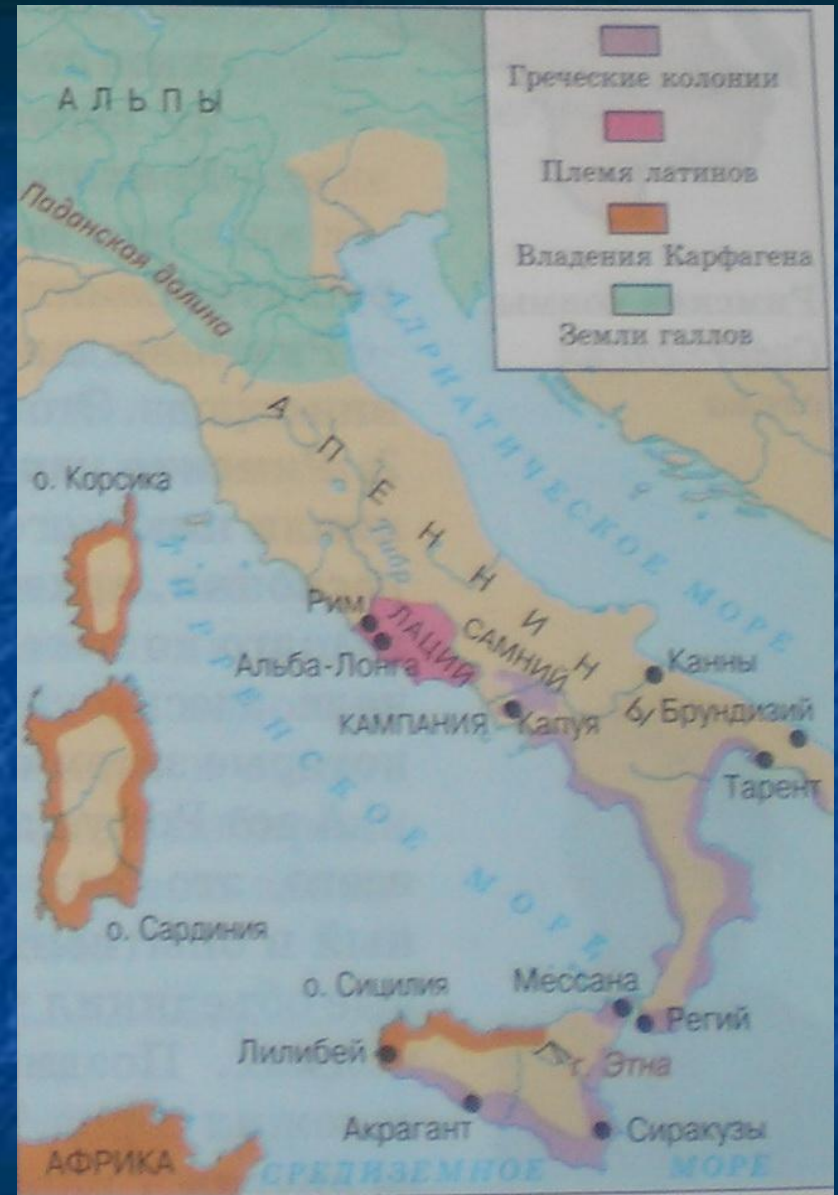 Греческие колонии
Племя латинов
Владения Карфагена
Земли галлов
АЛЬПЫ
Паданская долина
АДРИАТИЧЕСКОЕ МОРЕ
АПЕННИНЫ
о. Корсика
Тибр
ТИРРЕНСКОЕ МОРЕ
Рим
ЛАЦИЙ
САМНИЙ
Альба-Лонга
Канны
КАМПАНИЯ
Капуя
Брундизий
Тарент
о. Сардиния
о. Сицилия
Мессана
Регий
Лилибей
г. Этна
Акрагант
Сиракузы
АФРИКА
СРЕДИЗЕМНОЕ МОРЕ